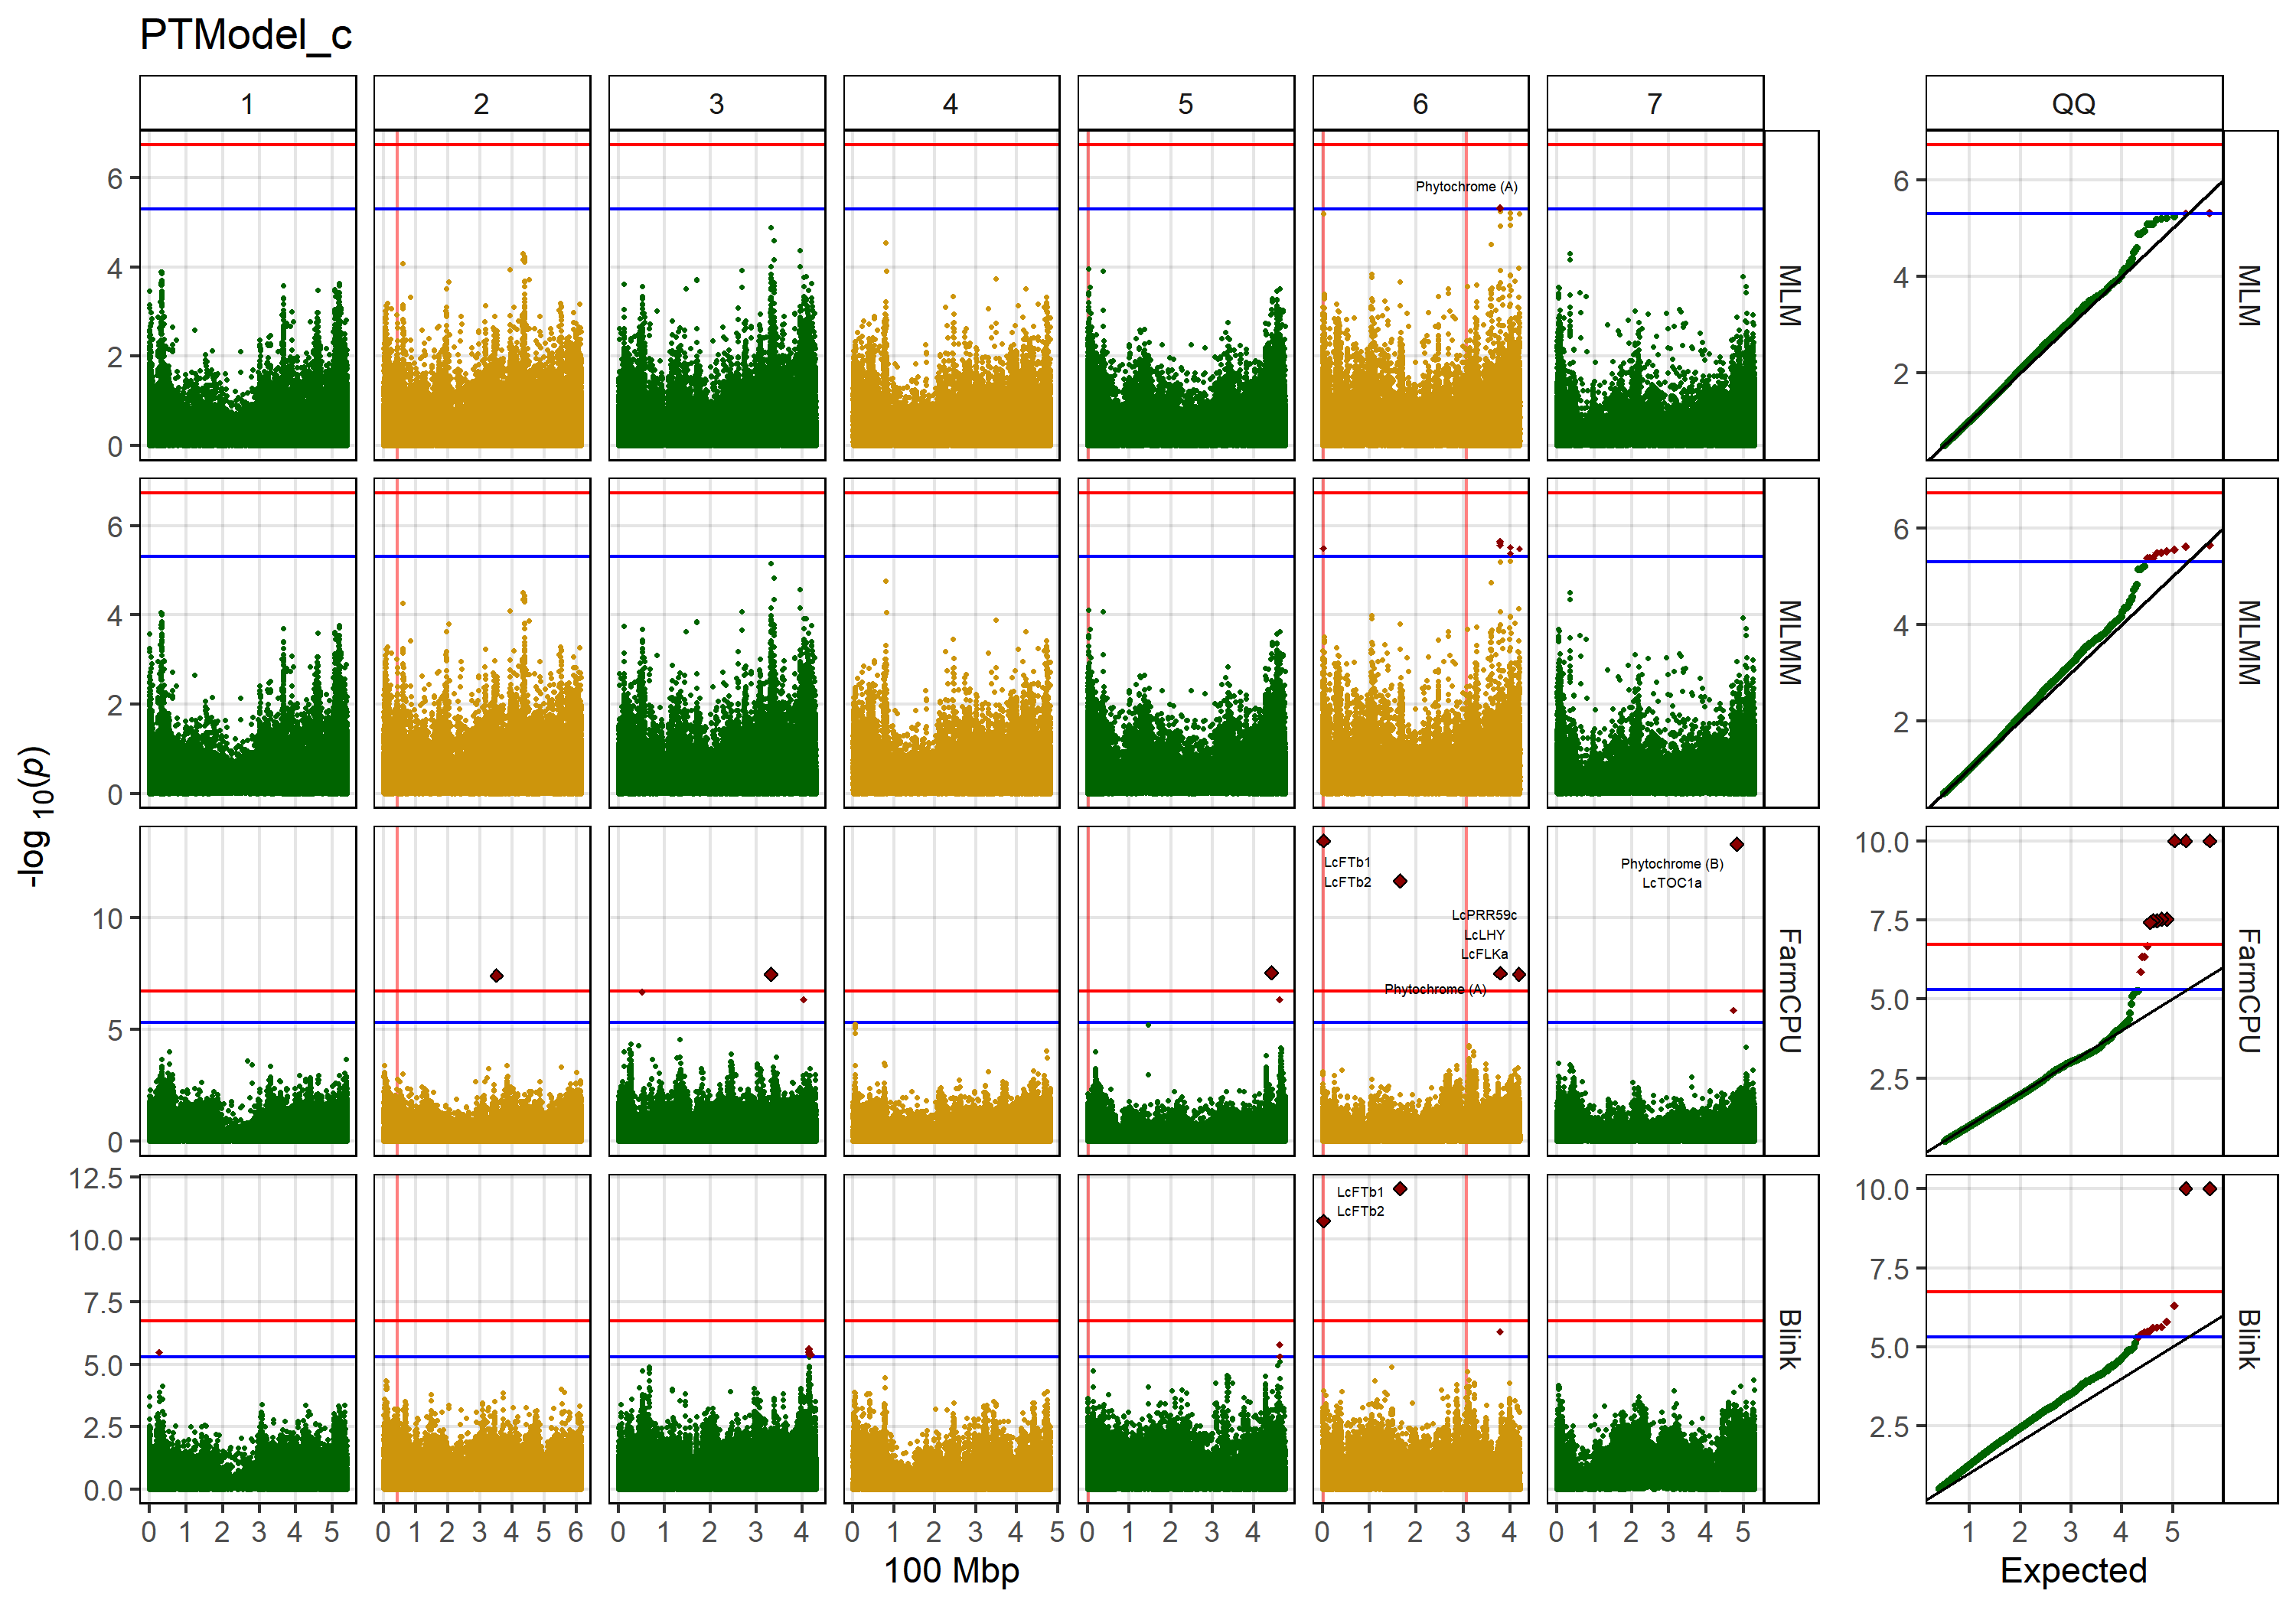 PTModel_c
1 2 3 4 5 6 7 QQ
6
4
2
0
Phytochrome (A)
MLM
6
4
2
MLM
6
4
2
0
MLMM
6
4
2
MLMM
-log 10(p)
10
5
0
LcFTb1
LcFTb2
LcPRR59c
LcLHY
LcFLKa
Phytochrome (A)
Phytochrome (B)
LcTOC1a
FarmCPU
10.0
7.5
5.0
2.5
FarmCPU
12.5
10.0
7.5
5.0
2.5
0.0
LcFTb1
LcFTb2
Blink
10.0
7.5
5.0
2.5
Blink
0 1 2 3 4 5 0 1 2 3 4 5 6 0 1 2 3 4 0 1 2 3 4 5 0 1 2 3 4 0 1 2 3 4 0 1 2 3 4 5 1 2 3 4 5
100 Mbp
Expected